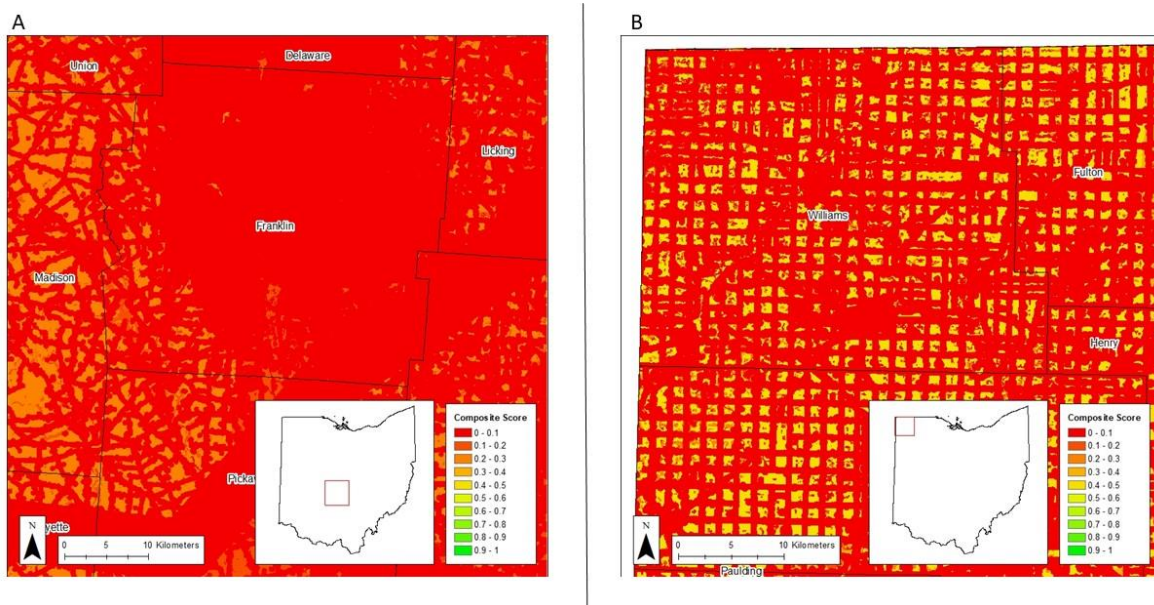 A
Delaware
Union
Licking
Franklin
Madison
Pickaw
yette
N
0 5 10 Kilometers
Composite Score
0 - 0.1
0.1 - 0.2
0.2 - 0.3
0.3 - 0.4
0.4 - 0.5
0.5 - 0.6
0.6 - 0.7
0.7 - 0.8
0.8 - 0.9
0.9 - 1
B
Fulton
Williams
Henry
Paulding
N
0 5 10 Kilometers
Composite Score
0 - 0.1
0.1 - 0.2
0.2 - 0.3
0.3 - 0.4
0.4 - 0.5
0.5 - 0.6
0.6 - 0.7
0.7 - 0.8
0.8 - 0.9
0.9 - 1